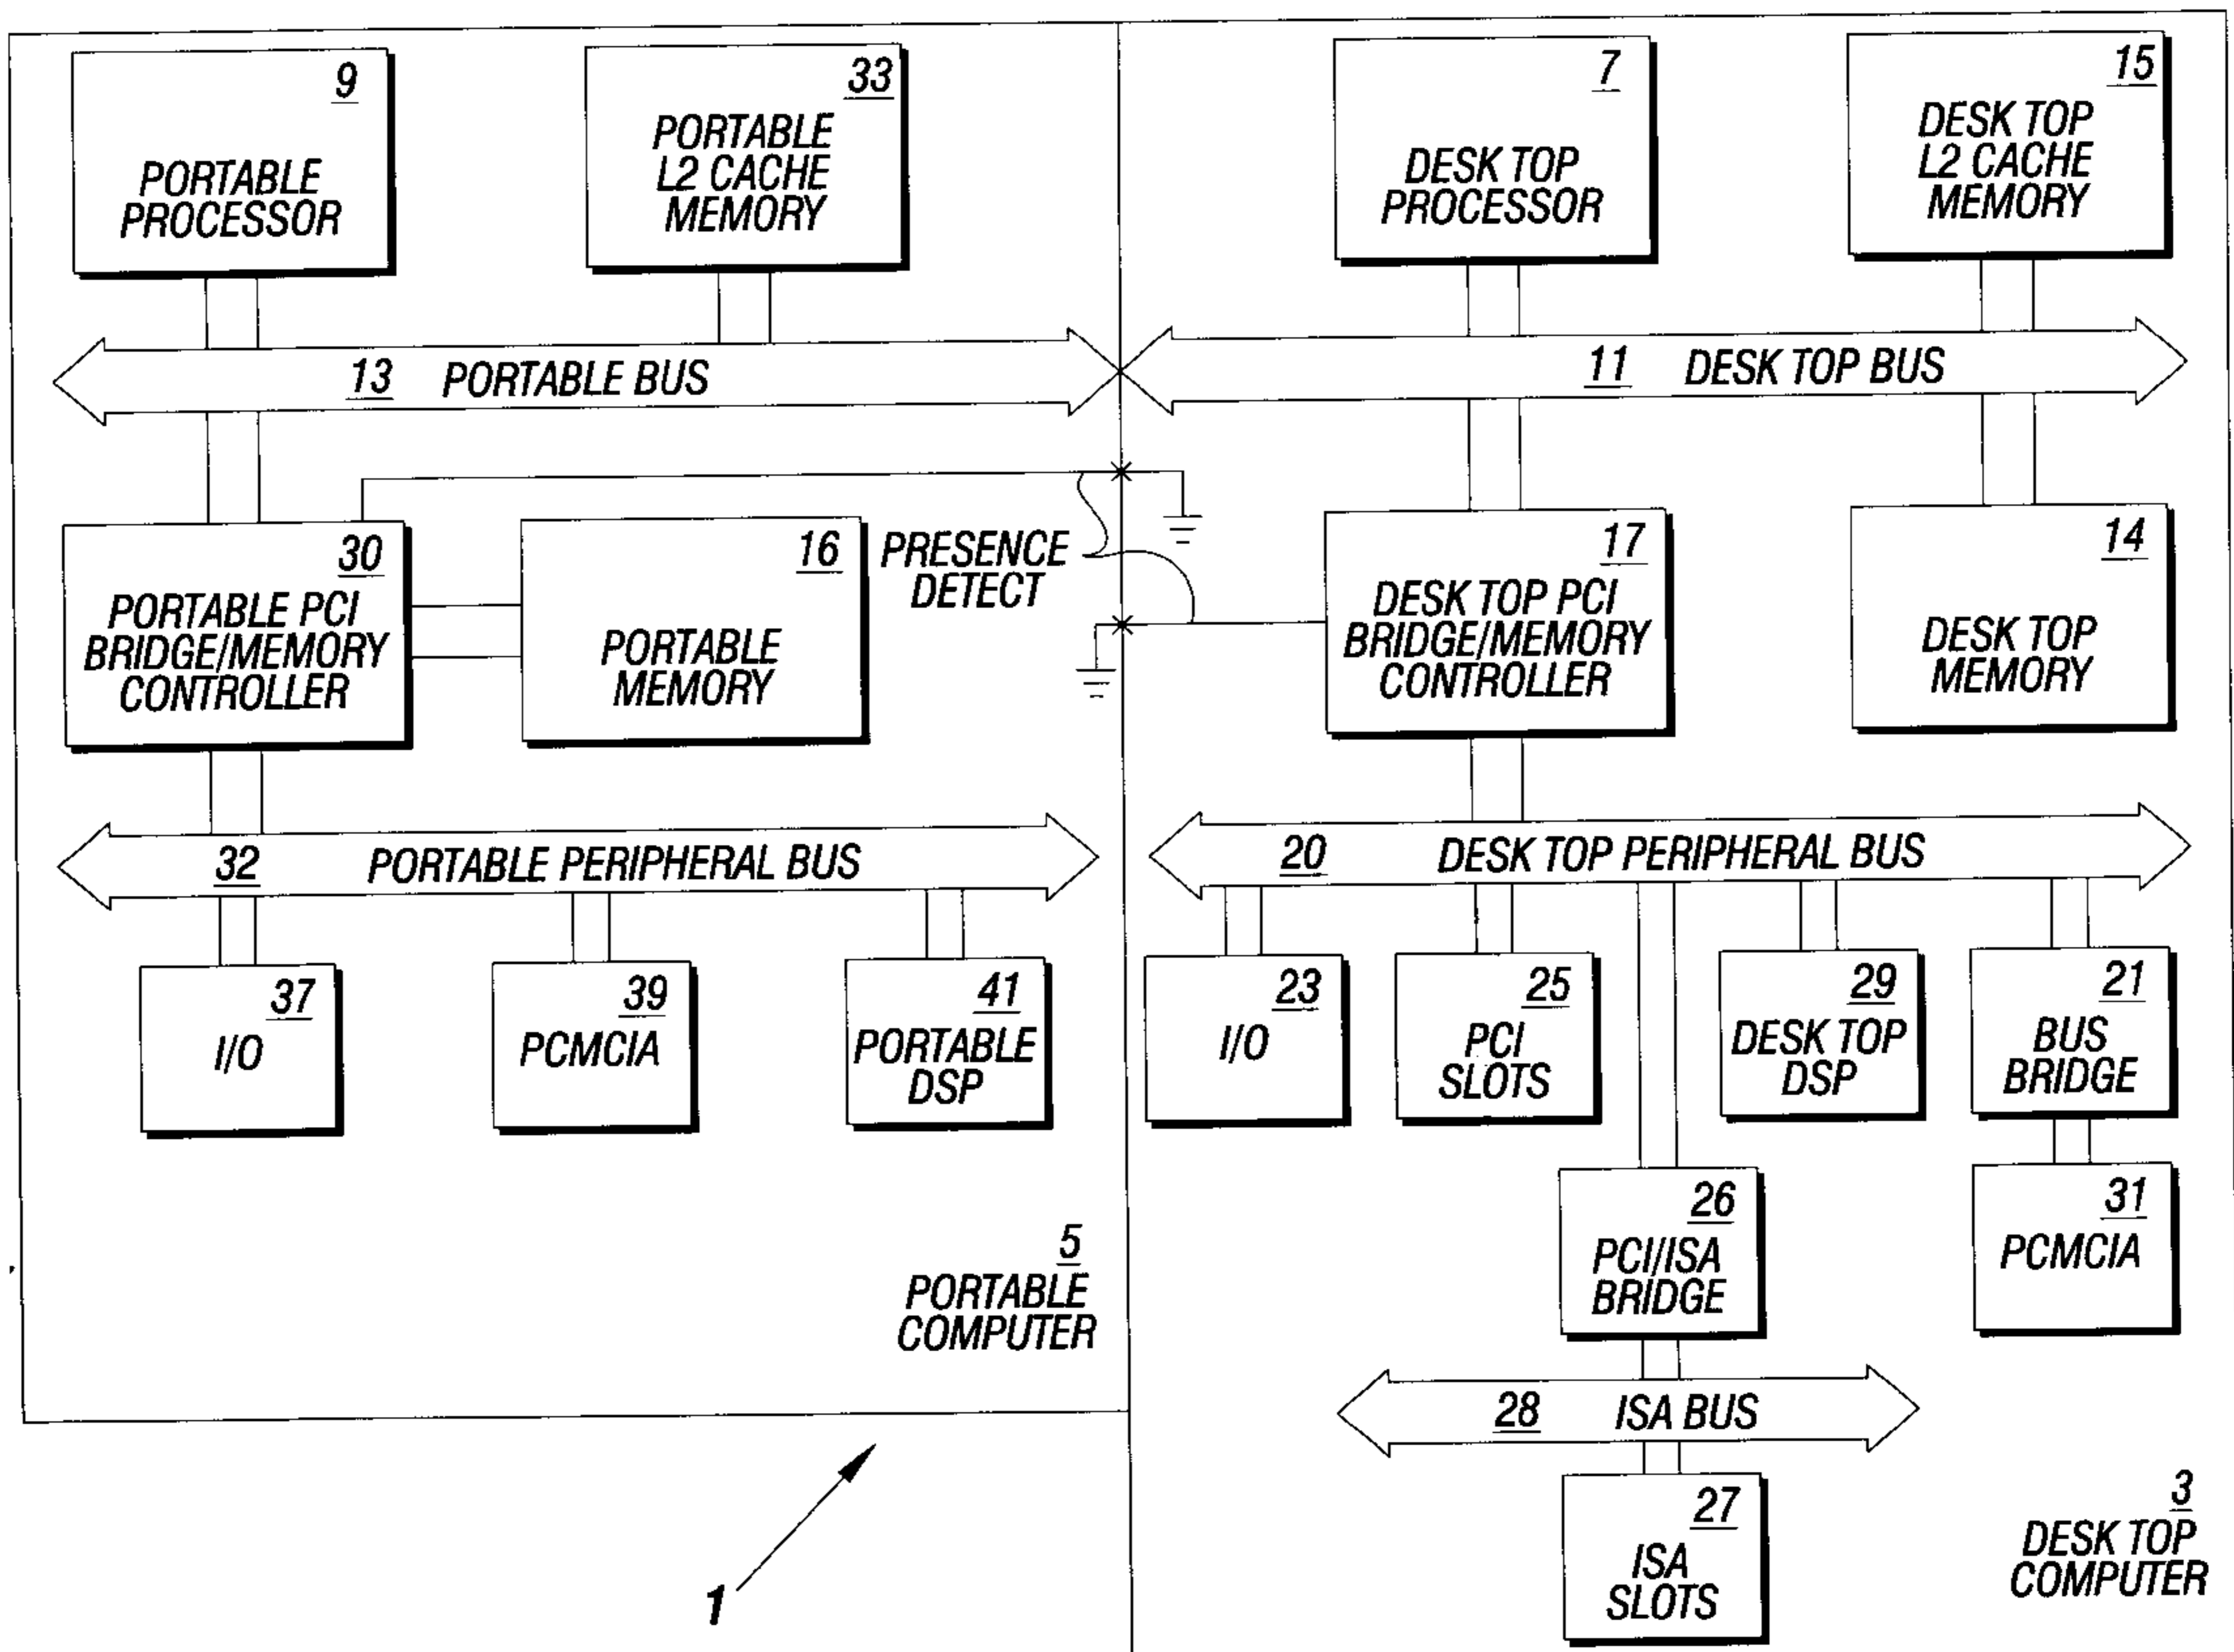 9
PORTABLE
PROCESSOR
33
PORTABLE
L2 CACHE
MEMORY
7
DESK TOP
PROCESSOR
15
DESK TOP
L2 CACHE
MEMORY
13 PORTABLE BUS
11 DESK TOP BUS
30
PORTABLE PCI
BRIDGE/MEMORY
CONTROLLER
16
PORTABLE
MEMORY
PRESENCE
DETECT
17
DESK TOP PCI
BRIDGE/MEMORY
CONTROLLER
14
DESK TOP
MEMORY
32 PORTABLE PERIPHERAL BUS
20 DESK TOP PERIPHERAL BUS
37
I/O
39
PCMCIA
41
PORTABLE
DSP
23
I/O
25
PCI
SLOTS
29
DESK TOP
DSP
21
BUS
BRIDGE
26
PCI/ISA
BRIDGE
31
PCMCIA
5
PORTABLE
COMPUTER
28 ISA BUS
27
ISA
SLOTS
3
DESK TOP
COMPUTER
1